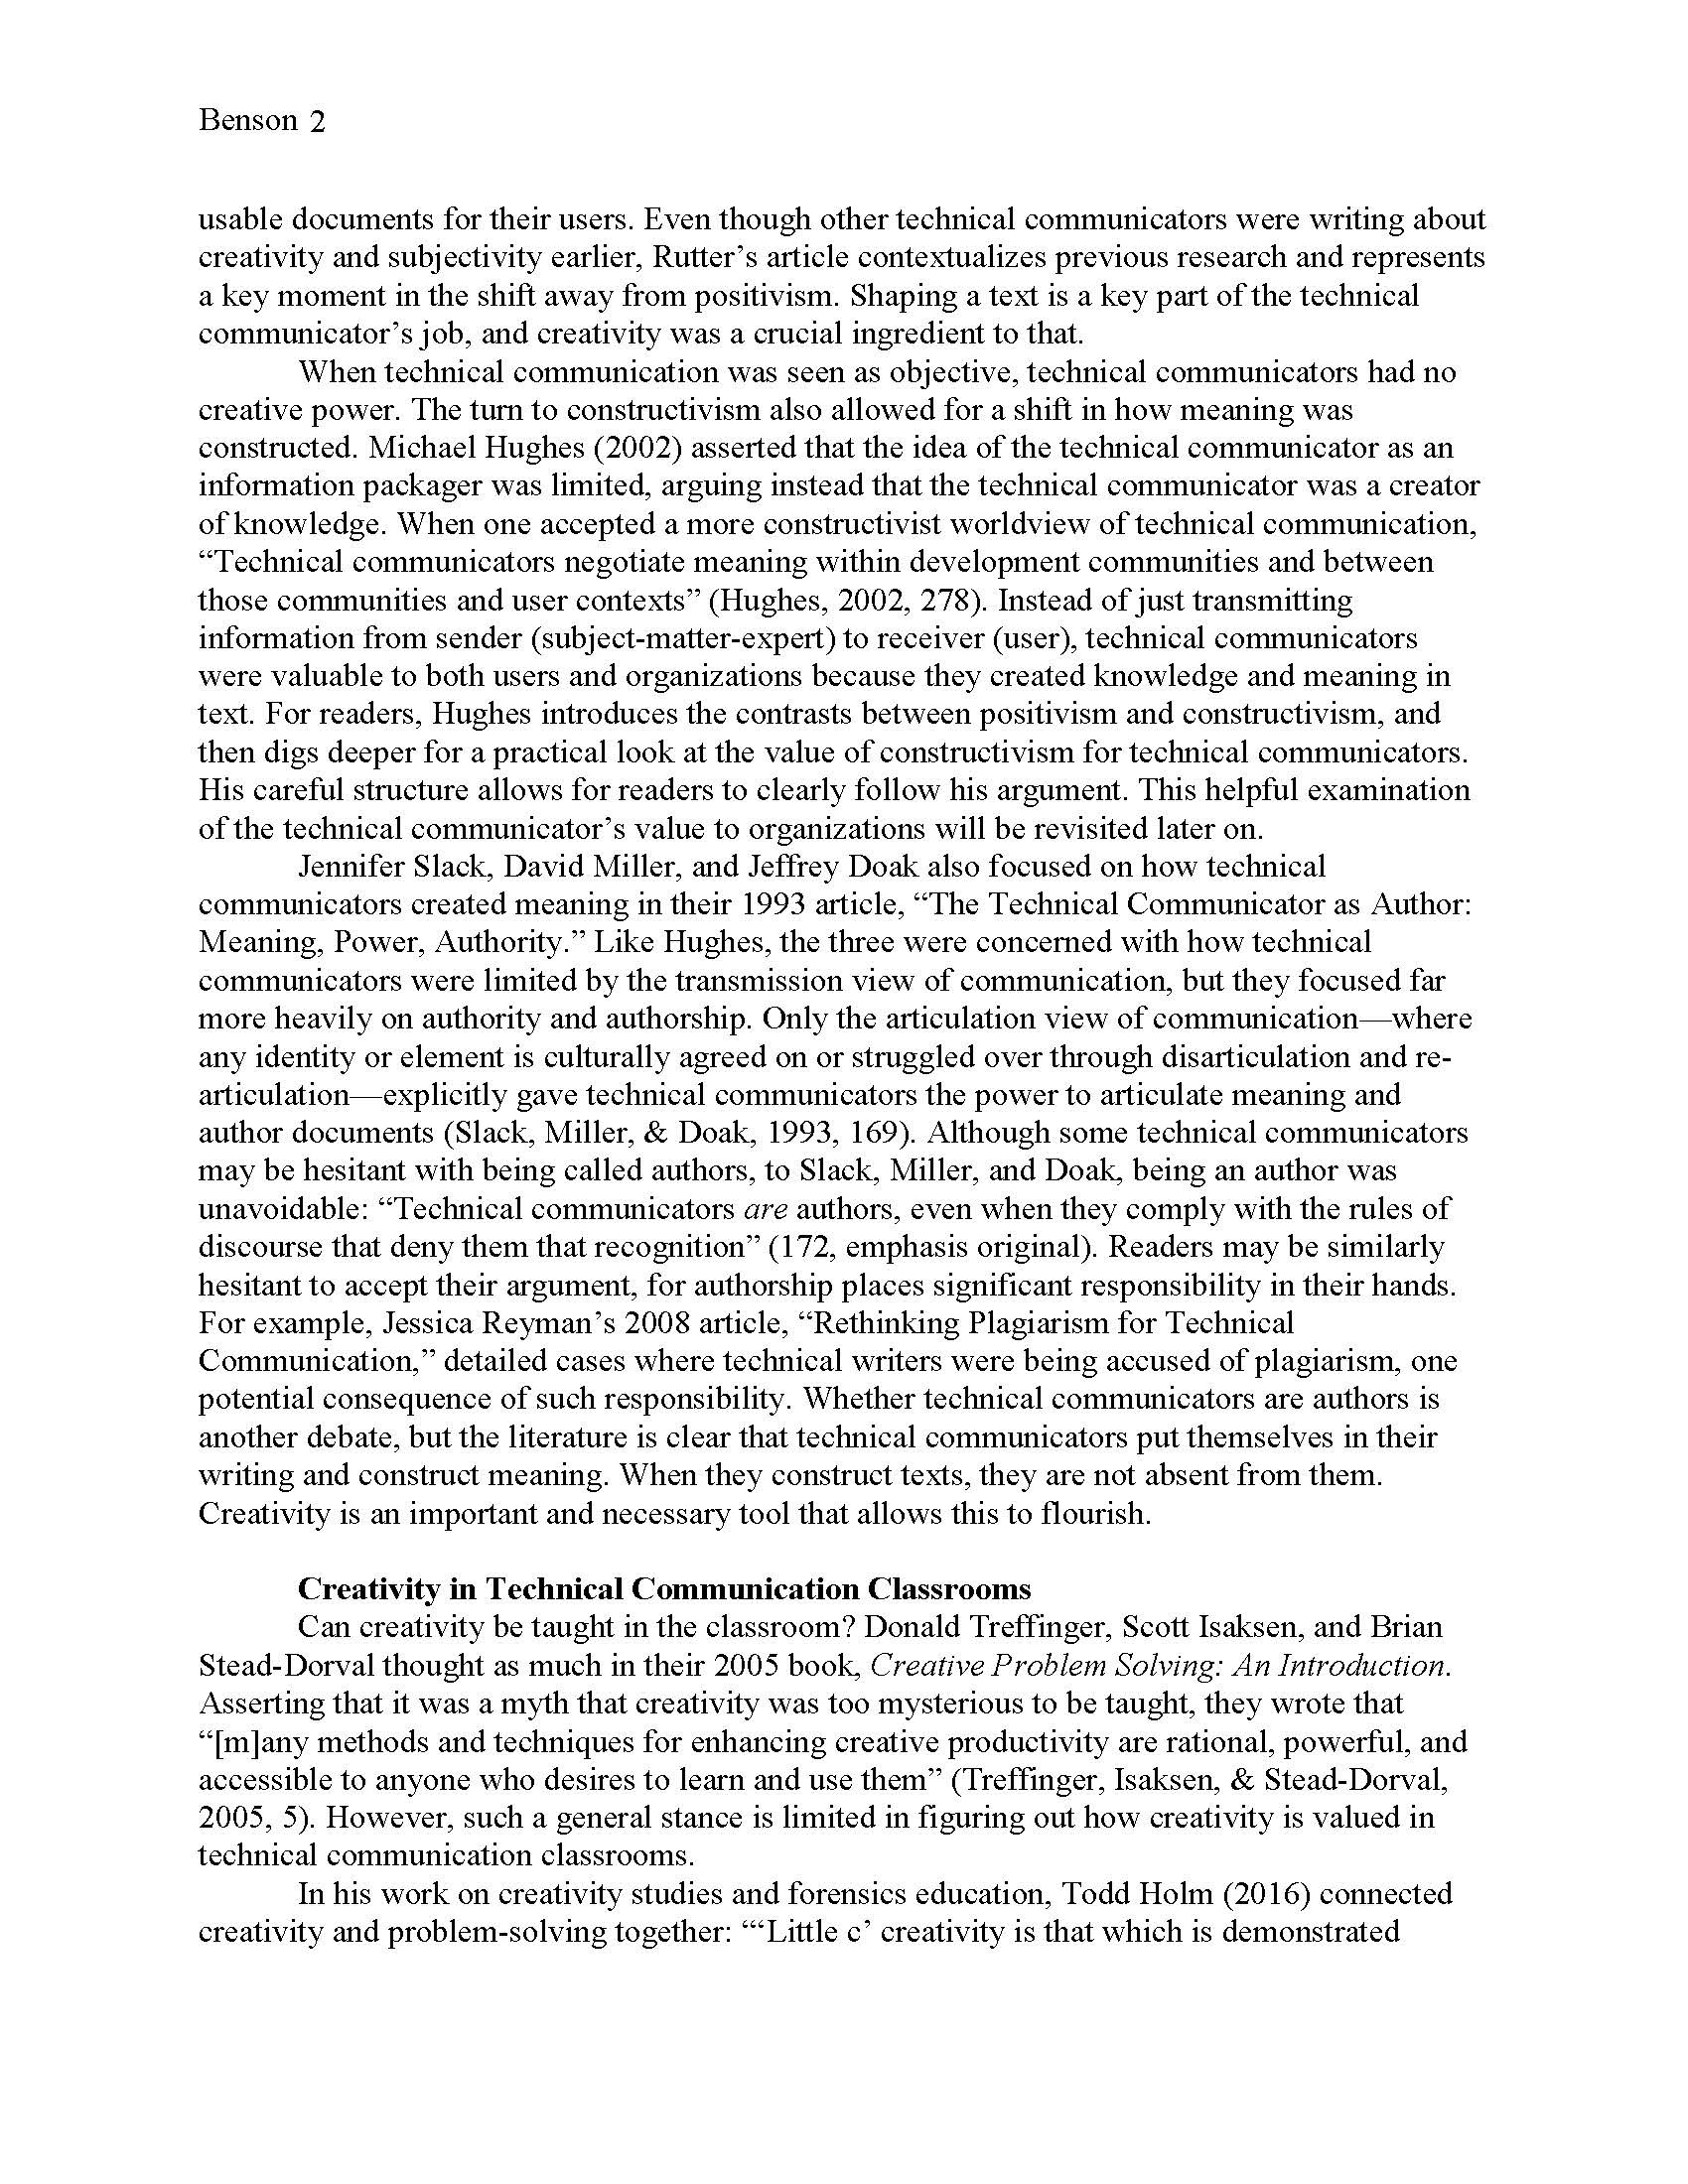 Benson 2
usable documents for their users. Even though other technical communicators were writing about
creativity and subjectivity earlier, Rutter’s article contextualizes previous research and represents
a key moment in the shift away from positivism. Shaping a text is a key part of the technical
communicator’s job, and creativity was a crucial ingredient to that.
When technical communication was seen as objective, technical communicators had no
creative power. The turn to constructivism also allowed for a shift in how meaning was
constructed. Michael Hughes (2002) asserted that the idea of the technical communicator as an
information packager was limited, arguing instead that the technical communicator was a creator
of knowledge. When one accepted a more constructivist worldview of technical communication,
“Technical communicators negotiate meaning within development communities and between
those communities and user contexts” (Hughes, 2002, 278). Instead of just transmitting
information from sender (subject-matter-expert) to receiver (user), technical communicators
were valuable to both users and organizations because they created knowledge and meaning in
text. For readers, Hughes introduces the contrasts between positivism and constructivism, and
then digs deeper for a practical look at the value of constructivism for technical communicators.
His careful structure allows for readers to clearly follow his argument. This helpful examination
of the technical communicator’s value to organizations will be revisited later on.
Jennifer Slack, David Miller, and Jeffrey Doak also focused on how technical
communicators created meaning in their 1993 article, “The Technical Communicator as Author:
Meaning, Power, Authority.” Like Hughes, the three were concerned with how technical
communicators were limited by the transmission view of communication, but they focused far
more heavily on authority and authorship. Only the articulation view of communication—where
any identity or element is culturally agreed on or struggled over through disarticulation and re-
articulation—explicitly gave technical communicators the power to articulate meaning and
author documents (Slack, Miller, & Doak, 1993, 169). Although some technical communicators
may be hesitant with being called authors, to Slack, Miller, and Doak, being an author was
unavoidable: “Technical communicators are authors, even when they comply with the rules of
discourse that deny them that recognition” (172, emphasis original). Readers may be similarly
hesitant to accept their argument, for authorship places significant responsibility in their hands.
For example, Jessica Reyman’s 2008 article, “Rethinking Plagiarism for Technical
Communication,” detailed cases where technical writers were being accused of plagiarism, one
potential consequence of such responsibility. Whether technical communicators are authors is
another debate, but the literature is clear that technical communicators put themselves in their
writing and construct meaning. When they construct texts, they are not absent from them.
Creativity is an important and necessary tool that allows this to flourish.
Creativity in Technical Communication Classrooms
Can creativity be taught in the classroom? Donald Treffinger, Scott Isaksen, and Brian
Stead-Dorval thought as much in their 2005 book, Creative Problem Solving: An Introduction.
Asserting that it was a myth that creativity was too mysterious to be taught, they wrote that
“[m]any methods and techniques for enhancing creative productivity are rational, powerful, and
accessible to anyone who desires to learn and use them” (Treffinger, Isaksen, & Stead-Dorval,
2005, 5). However, such a general stance is limited in figuring out how creativity is valued in
technical communication classrooms.
In his work on creativity studies and forensics education, Todd Holm (2016) connected
creativity and problem-solving together: “‘Little c’ creativity is that which is demonstrated